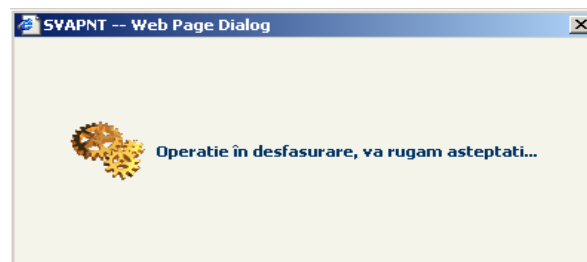 SVAPNT -- Web Page Dialog
Operatie în desfasurare, va rugam asteptati...